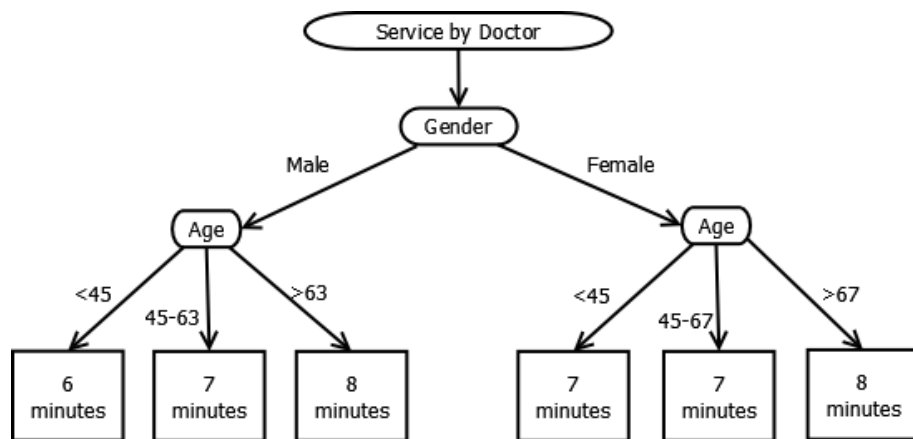 Service by Doctor
Gender
Male
Female
Age
Age
<45
45-63
>63
<45
45-67
>67
6
minutes
7
minutes
8
minutes
7
minutes
7
minutes
8
minutes